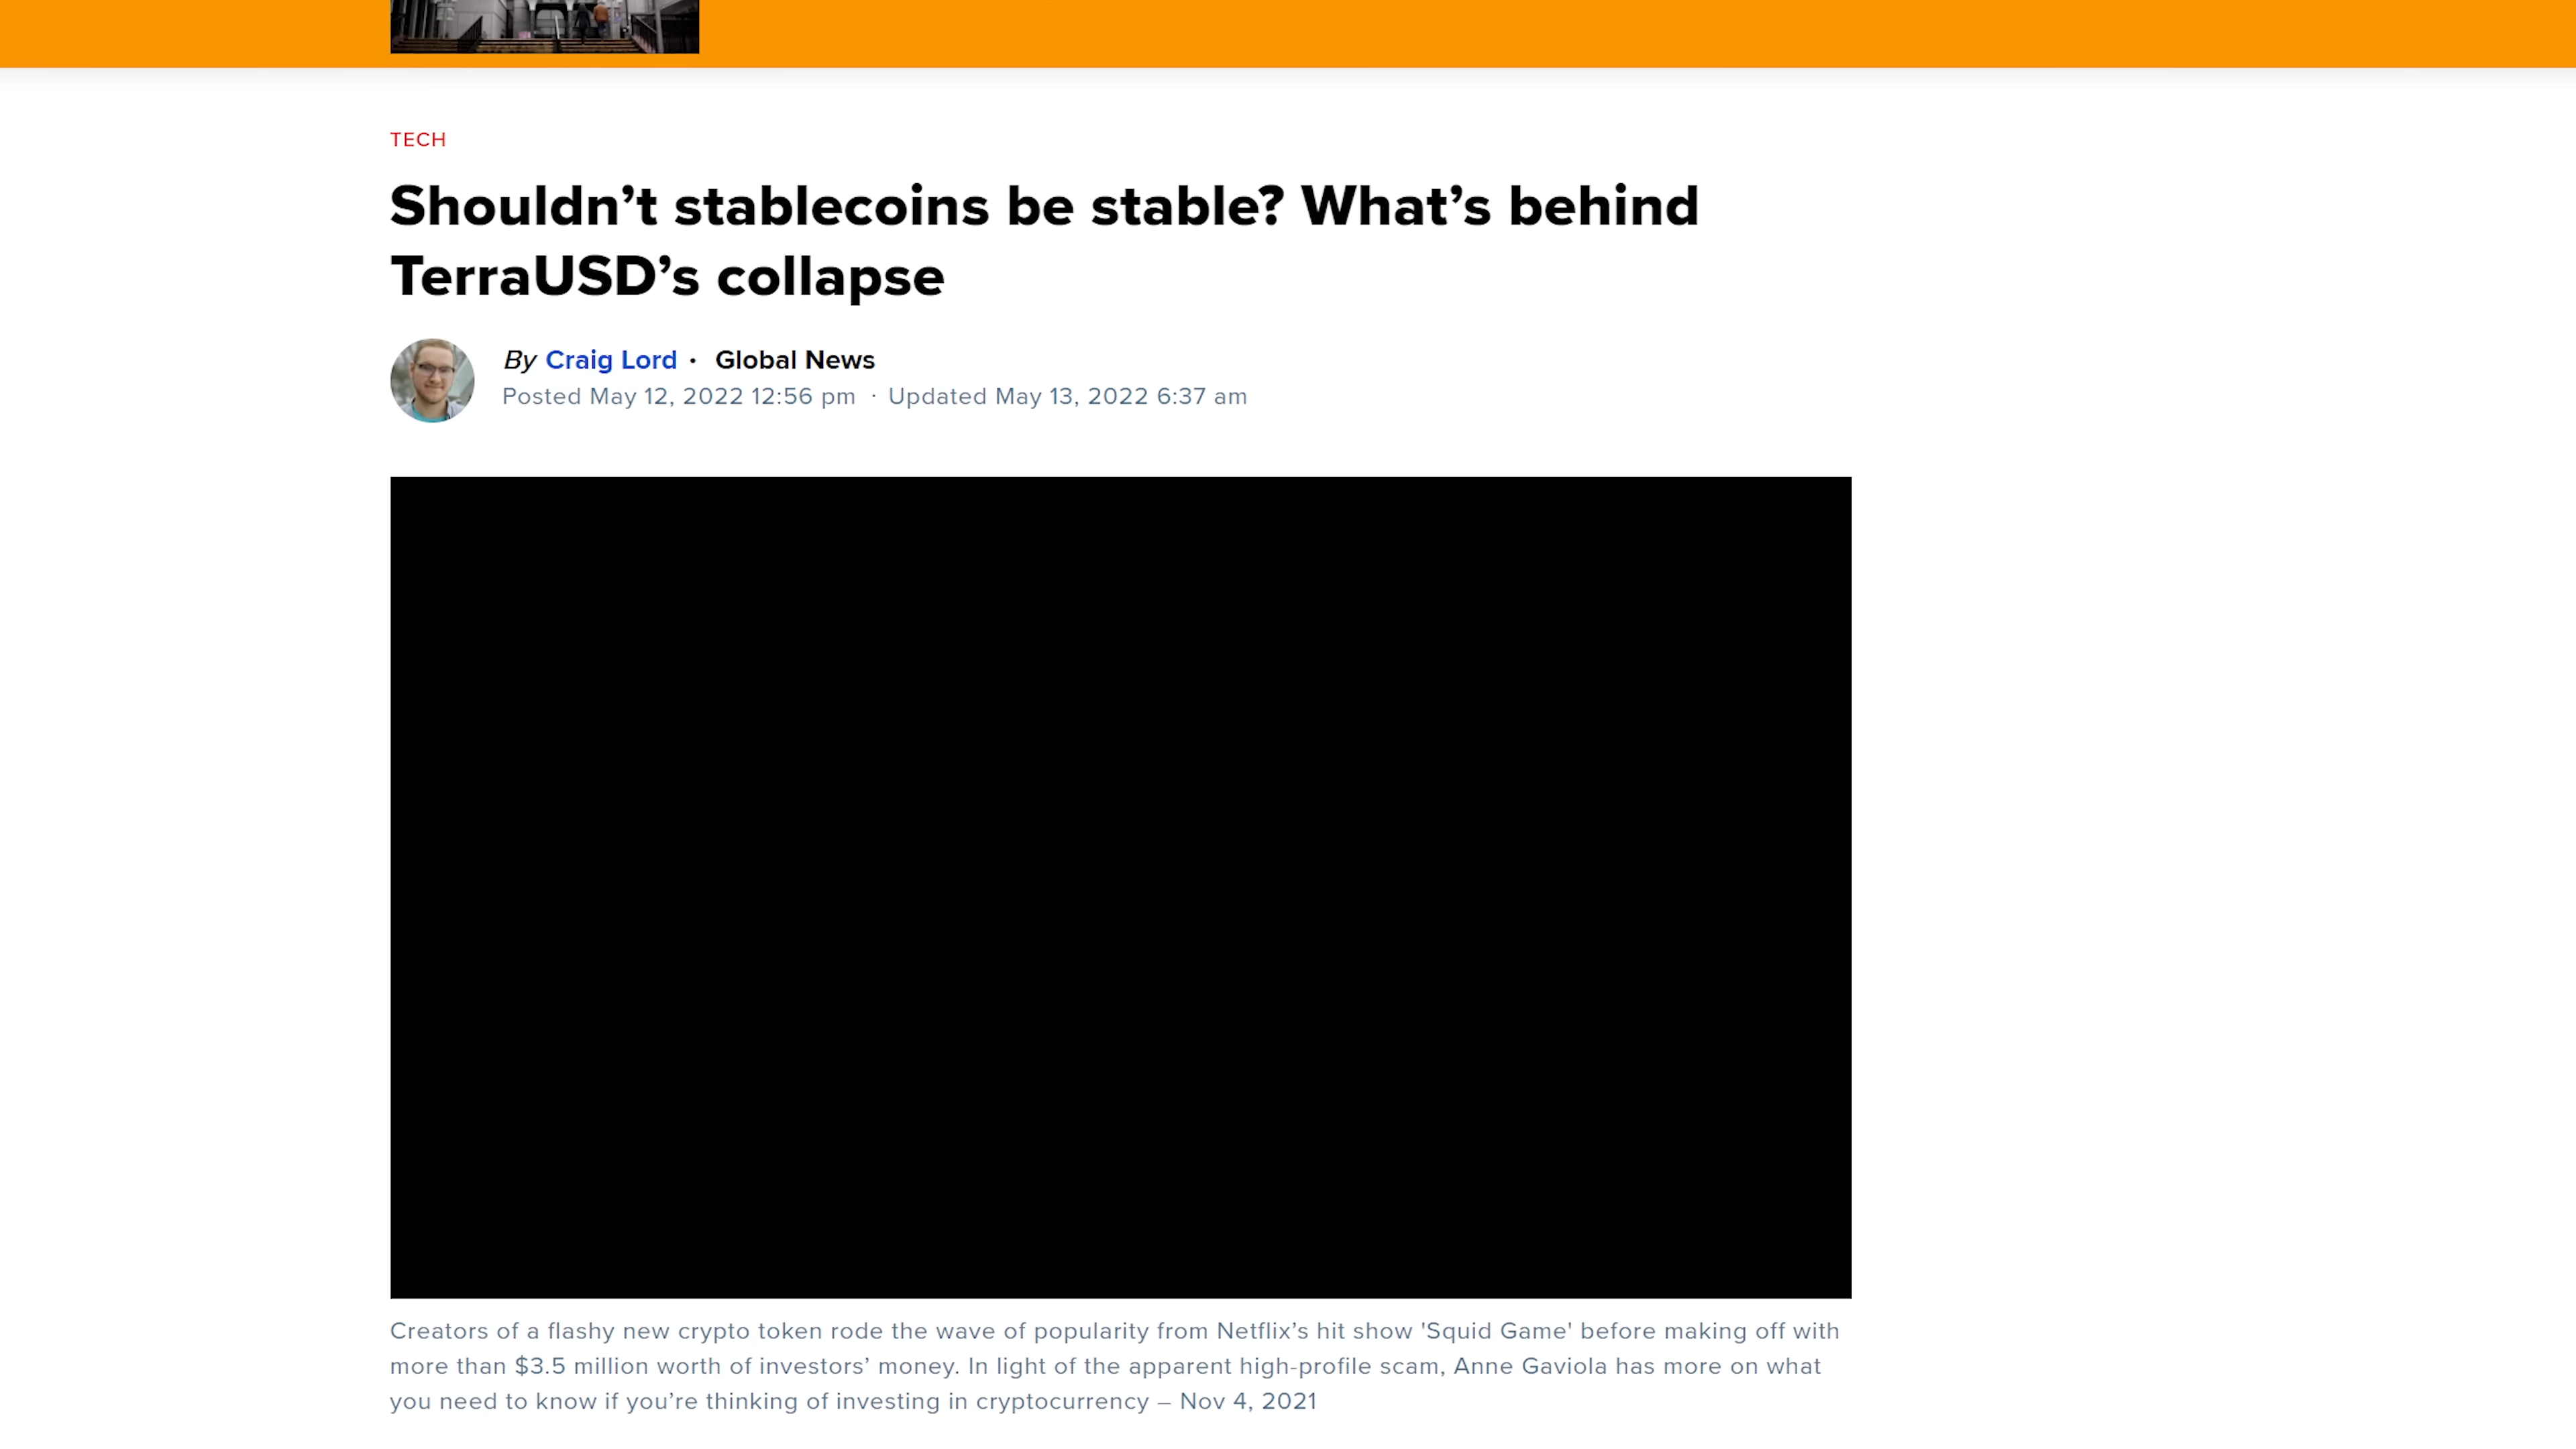 TECH
Shouldn’t stablecoins be stable? What’s behind
TerraUSD’s collapse
By Craig Lord · Global News
Posted May 12, 2022 12:56 pm · Updated May 13, 2022 6:37 am
Creators of a flashy new crypto token rode the wave of popularity from Netflix’s hit show 'Squid Game' before making off with
more than $3.5 million worth of investors’ money. In light of the apparent high-profile scam, Anne Gaviola has more on what
you need to know if you’re thinking of investing in cryptocurrency – Nov 4, 2021